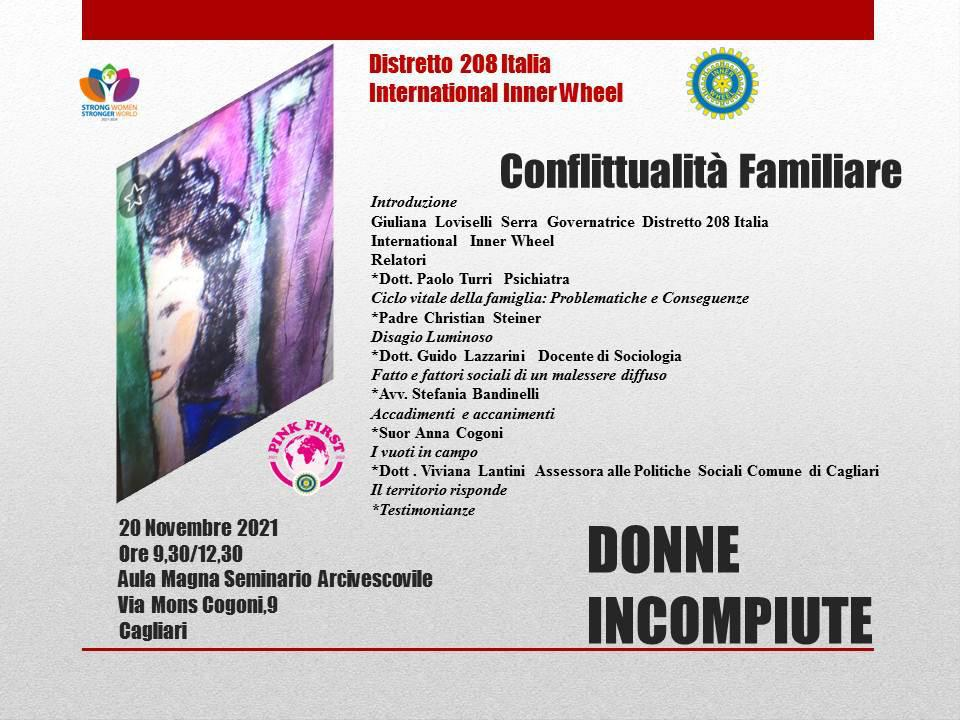 Distretto 208 Italia
International Inner Wheel
INNER
WHEEL
STRONG WOMEN
STRONGER WORLD
Conflittualità Familiare
Introduzione
Giuliana Loviselli Serra Governatrice Distretto 208 Italia
International Inner Wheel
Relatori
*Dott. Paolo Turri Psichiatra
Ciclo vitale della famiglia: Problematiche e Conseguenze
*Padre Christian Steiner
Disagio Luminoso
*Dott. Guido Lazzarini Docente di Sociologia
Fatto e fattori sociali di un malessere diffuso
*Avv. Stefania Bandinelli
Accadimenti e accanimenti
*Suor Anna Cogoni
I vuoti in campo
*Dott . Viviana Lantini Assessora alle Politiche Sociali Comune di Cagliari
Il territorio risponde
*Testimonianze
PINK FIRST
20 Novembre 2021
Ore 9,30/12,30
Aula Magna Seminario Arcivescovile
Via Mons Cogoni,9
Cagliari
DONNE
INCOMPIUTE